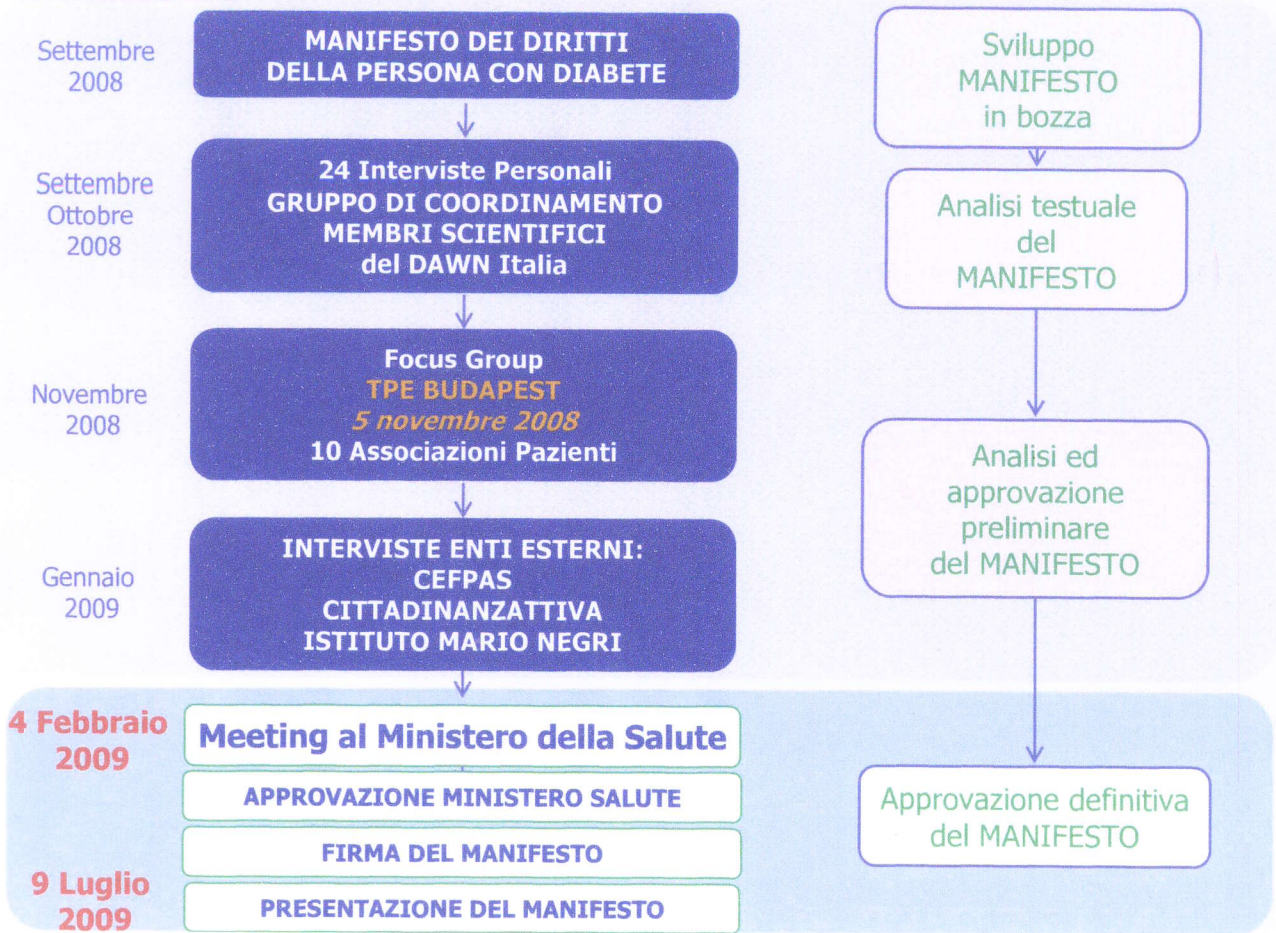 Settembre
2008
MANIFESTO DEI DIRITTI
DELLA PERSONA CON DIABETE
Sviluppo
MANIFESTO
in bozza
Settembre
Ottobre
2008
24 Interviste Personali
GRUPPO DI COORDINAMENTO
MEMBRI SCIENTIFICI
del DAWN Italia
Analisi testuale
del
MANIFESTO
Novembre
2008
Focus Group
TPE BUDAPEST
5 novembre 2008
10 Associazioni Pazienti
Analisi ed
approvazione
preliminare
del MANIFESTO
Gennaio
2009
INTERVISTE ENTI ESTERNI:
CEFPAS
CITTADINANZATTIVA
ISTITUTO MARIO NEGRI
4 Febbraio
2009
Meeting al Ministero della Salute
APPROVAZIONE MINISTERO SALUTE
FIRMA DEL MANIFESTO
9 Luglio
2009
PRESENTAZIONE DEL MANIFESTO
Approvazione definitiva
del MANIFESTO